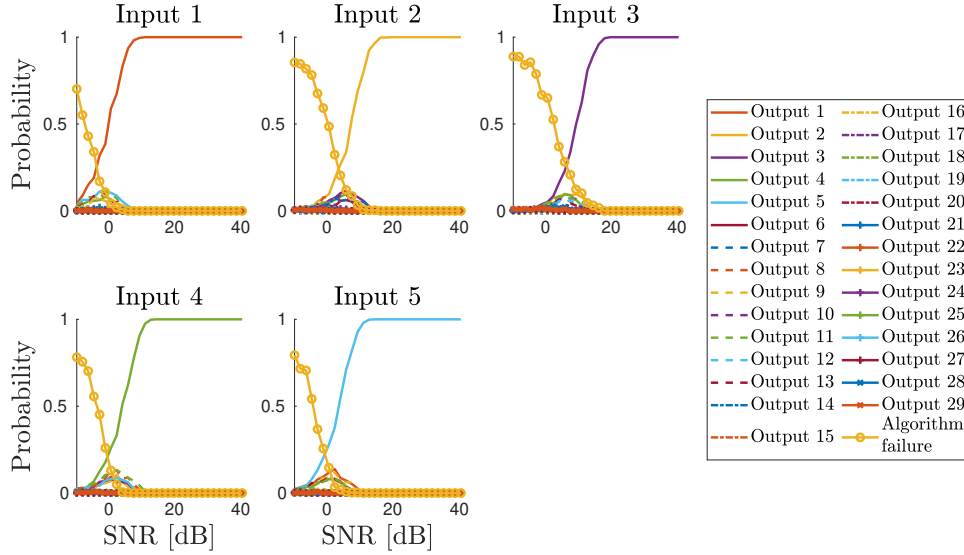 Input 1
Input 2
Input 3
Probability
1
0.5
0
0
20
40
1
0.5
0
0
20
40
1
0.5
0
0
20
40
Input 4
Input 5
Probability
1
0.5
0
0
20
40
SNR [dB]
1
0.5
0
0
20
40
SNR [dB]
Output 1
Output 2
Output 3
Output 4
Output 5
Output 6
Output 7
Output 8
Output 9
Output 10
Output 11
Output 12
Output 13
Output 14
Output 15
Output 16
Output 17
Output 18
Output 19
Output 20
Output 21
Output 22
Output 23
Output 24
Output 25
Output 26
Output 27
Output 28
Output 29
Algorithm
failure